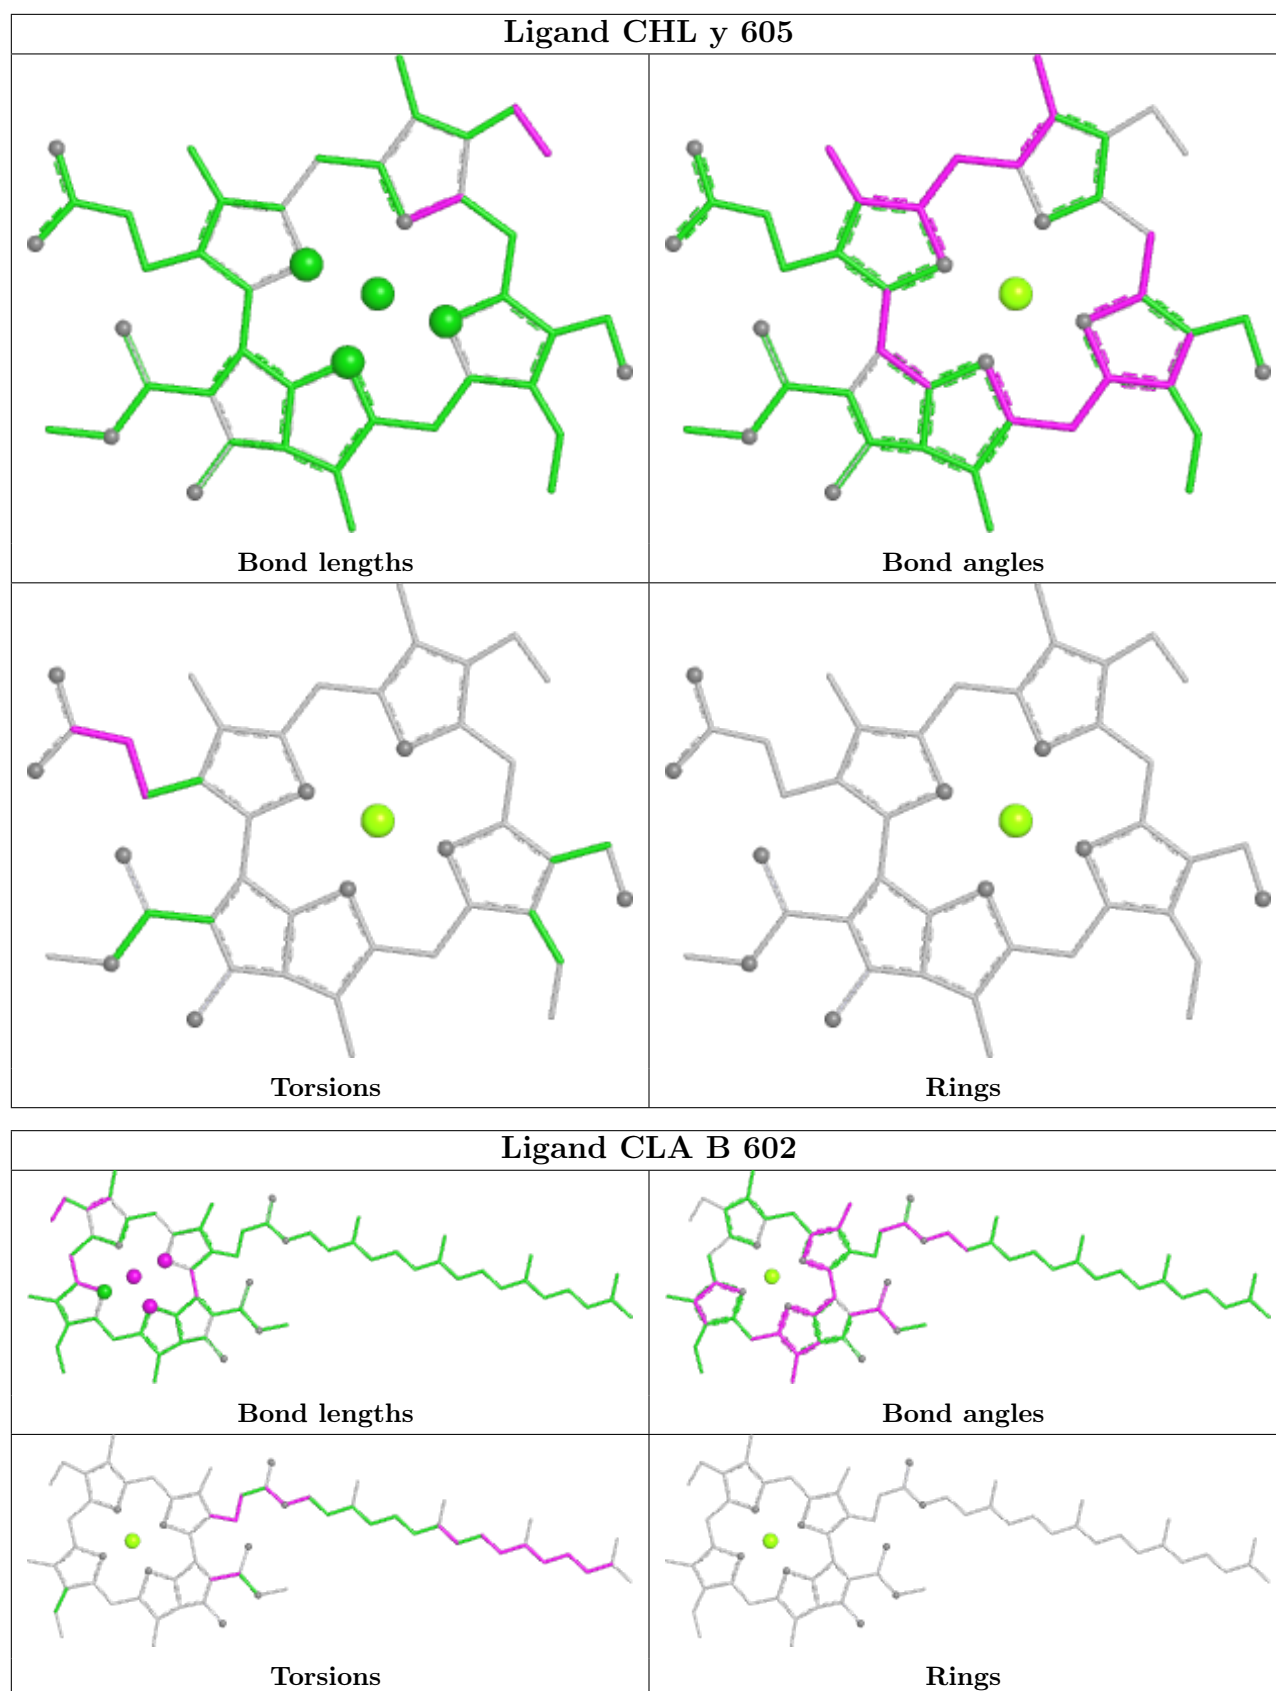 Ligand CHL y 605
Bond lengths
Bond angles
Torsions
Rings
Ligand CLA B 602
Bond lengths
Bond angles
Torsions
Rings